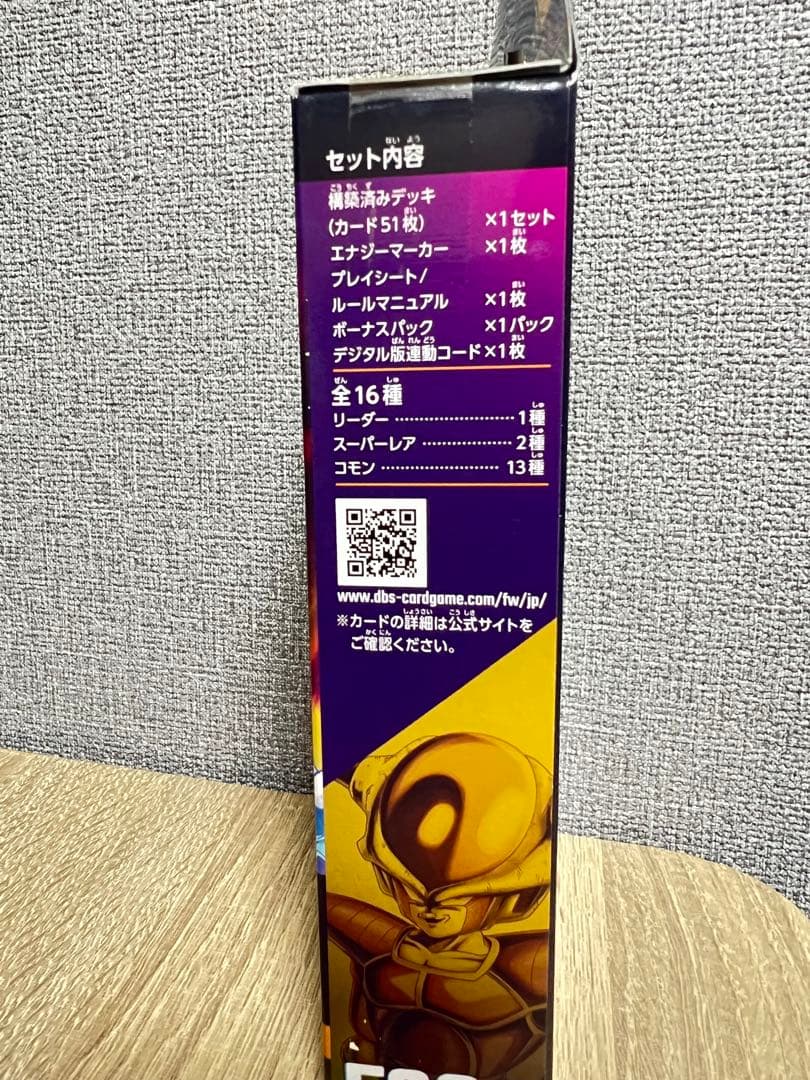 セット内容
構築済みデッキ
(カード51枚) ×1セット
エナジーマーカー ×1枚
プレイシート/
ルールマニュアル ×1枚
ボーナスパック ×1パック
デジタル版連動コード×1枚
全16種
リーダー ………………… 1種
スーパーレア ……………… 2種
コモン ………………… 13種
www.dbs-cardgame.com/fw/jp/
※カードの詳細は公式サイトを
ご確認ください。